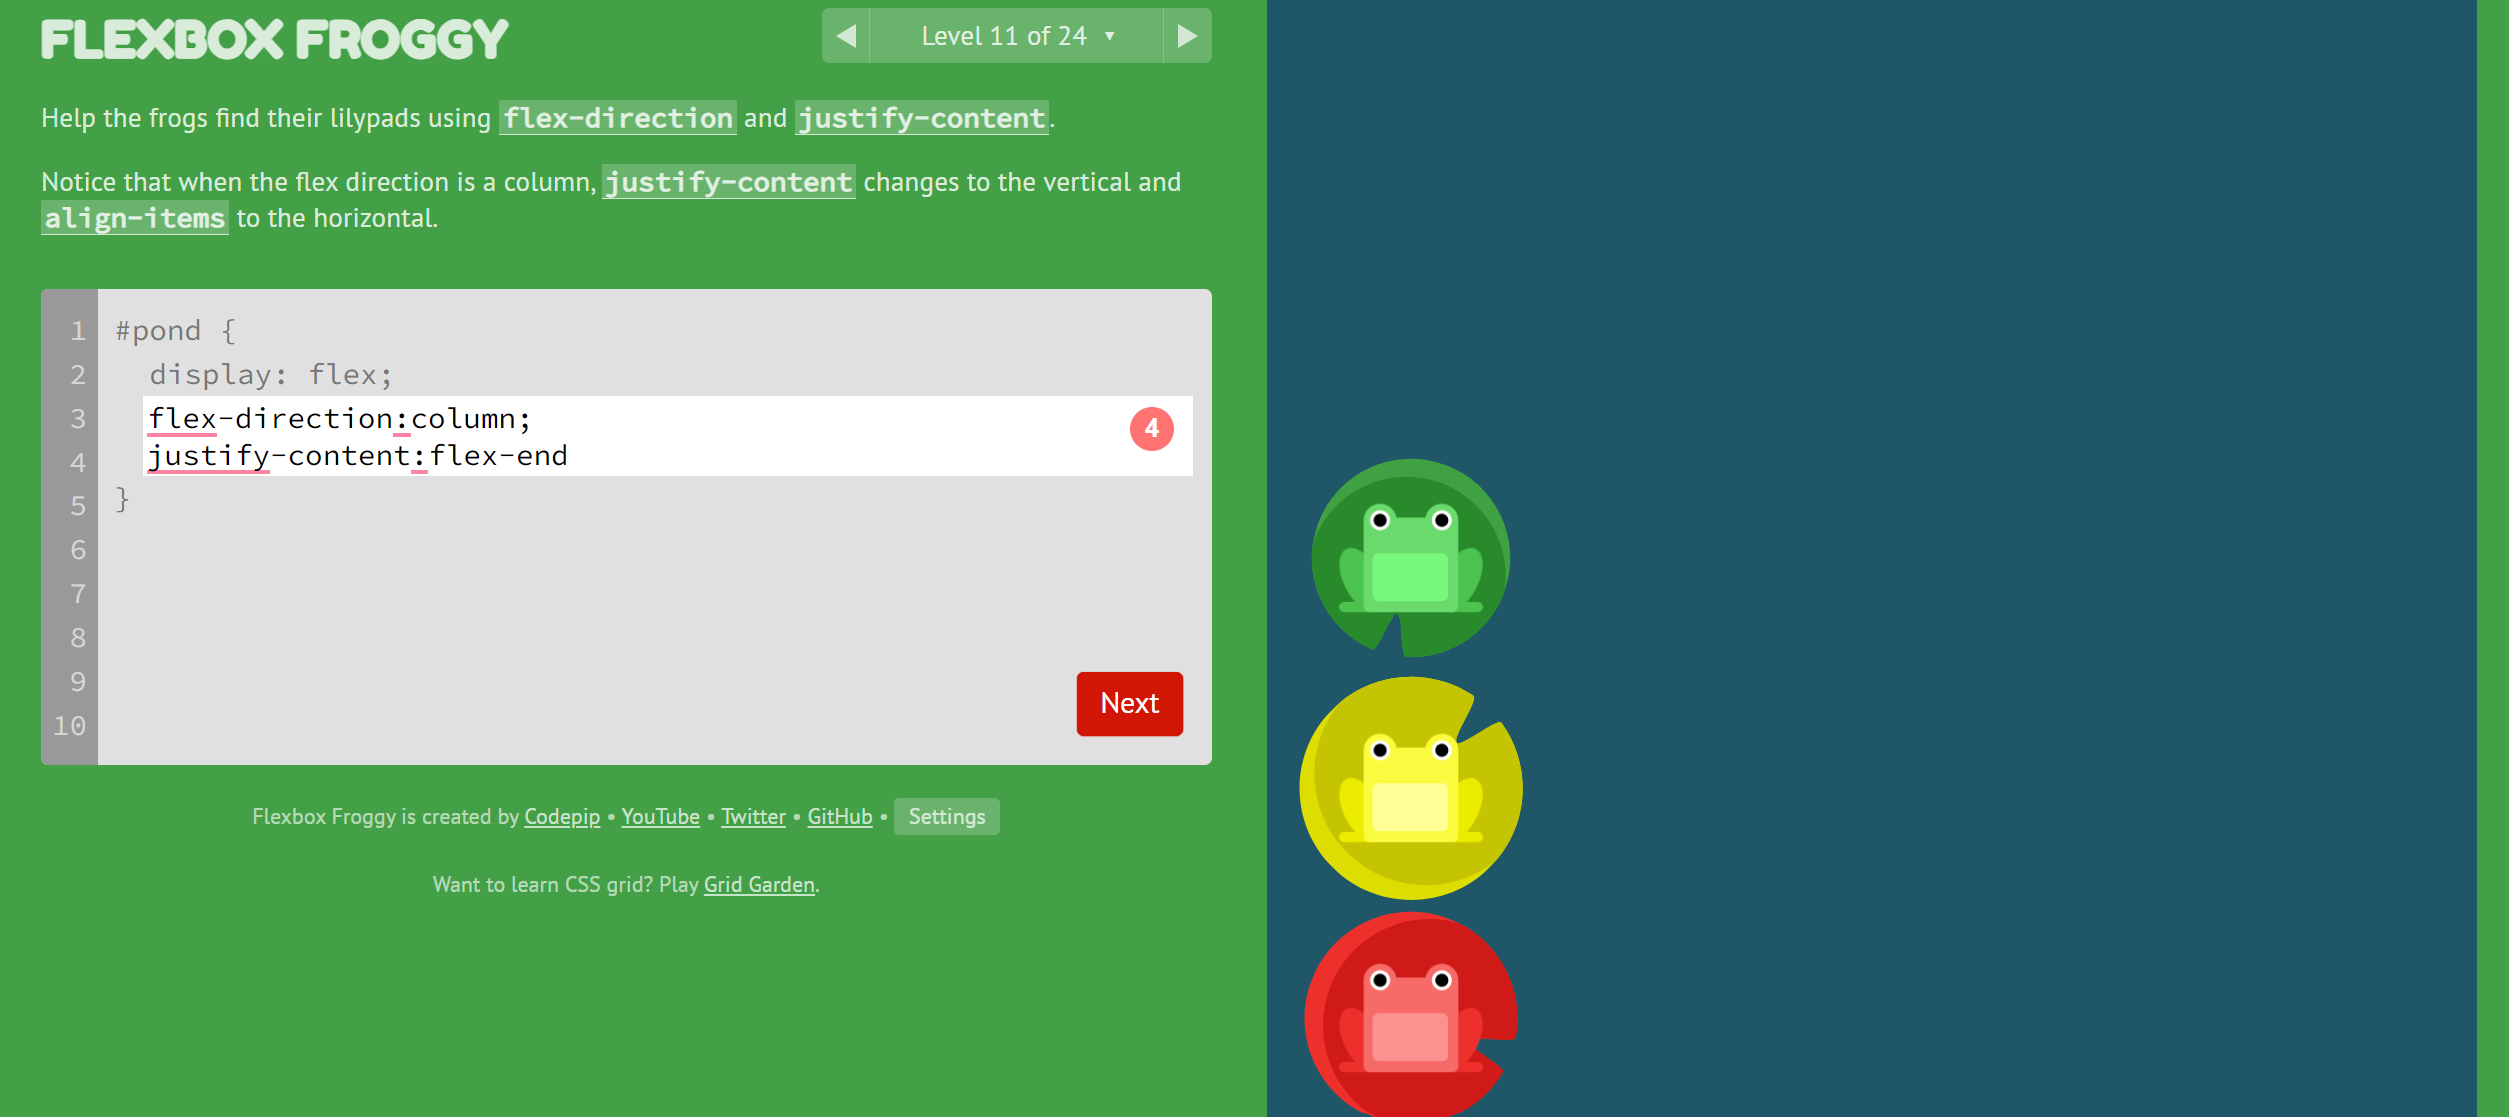 FLEXBOX FROGGY
Level 11 of 24 ▼
Help the frogs find their lilypads using flex-direction and justify-content.
Notice that when the flex direction is a column, justify-content changes to the vertical and
align-items to the horizontal.
1 #pond {
2 display: flex;
3 flex-direction:column;
4
4 justify-content:flex-end
5 }
6
7
8
9
10
Next
Flexbox Froggy is created by Codepip • YouTube • Twitter • GitHub • Settings
Want to learn CSS grid? Play Grid Garden.